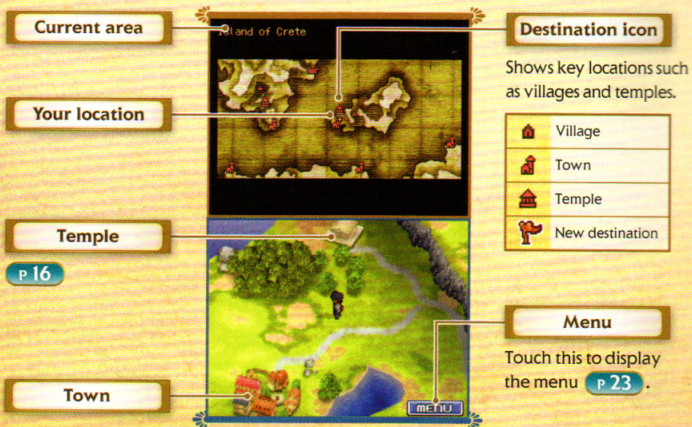 Current area
Island of Crete
Destination icon
Shows key locations such
as villages and temples.
Village
Town
Temple
New destination
Your location
Temple
P 16
Menu
Touch this to display
the menu P 23 .
Town
MENU